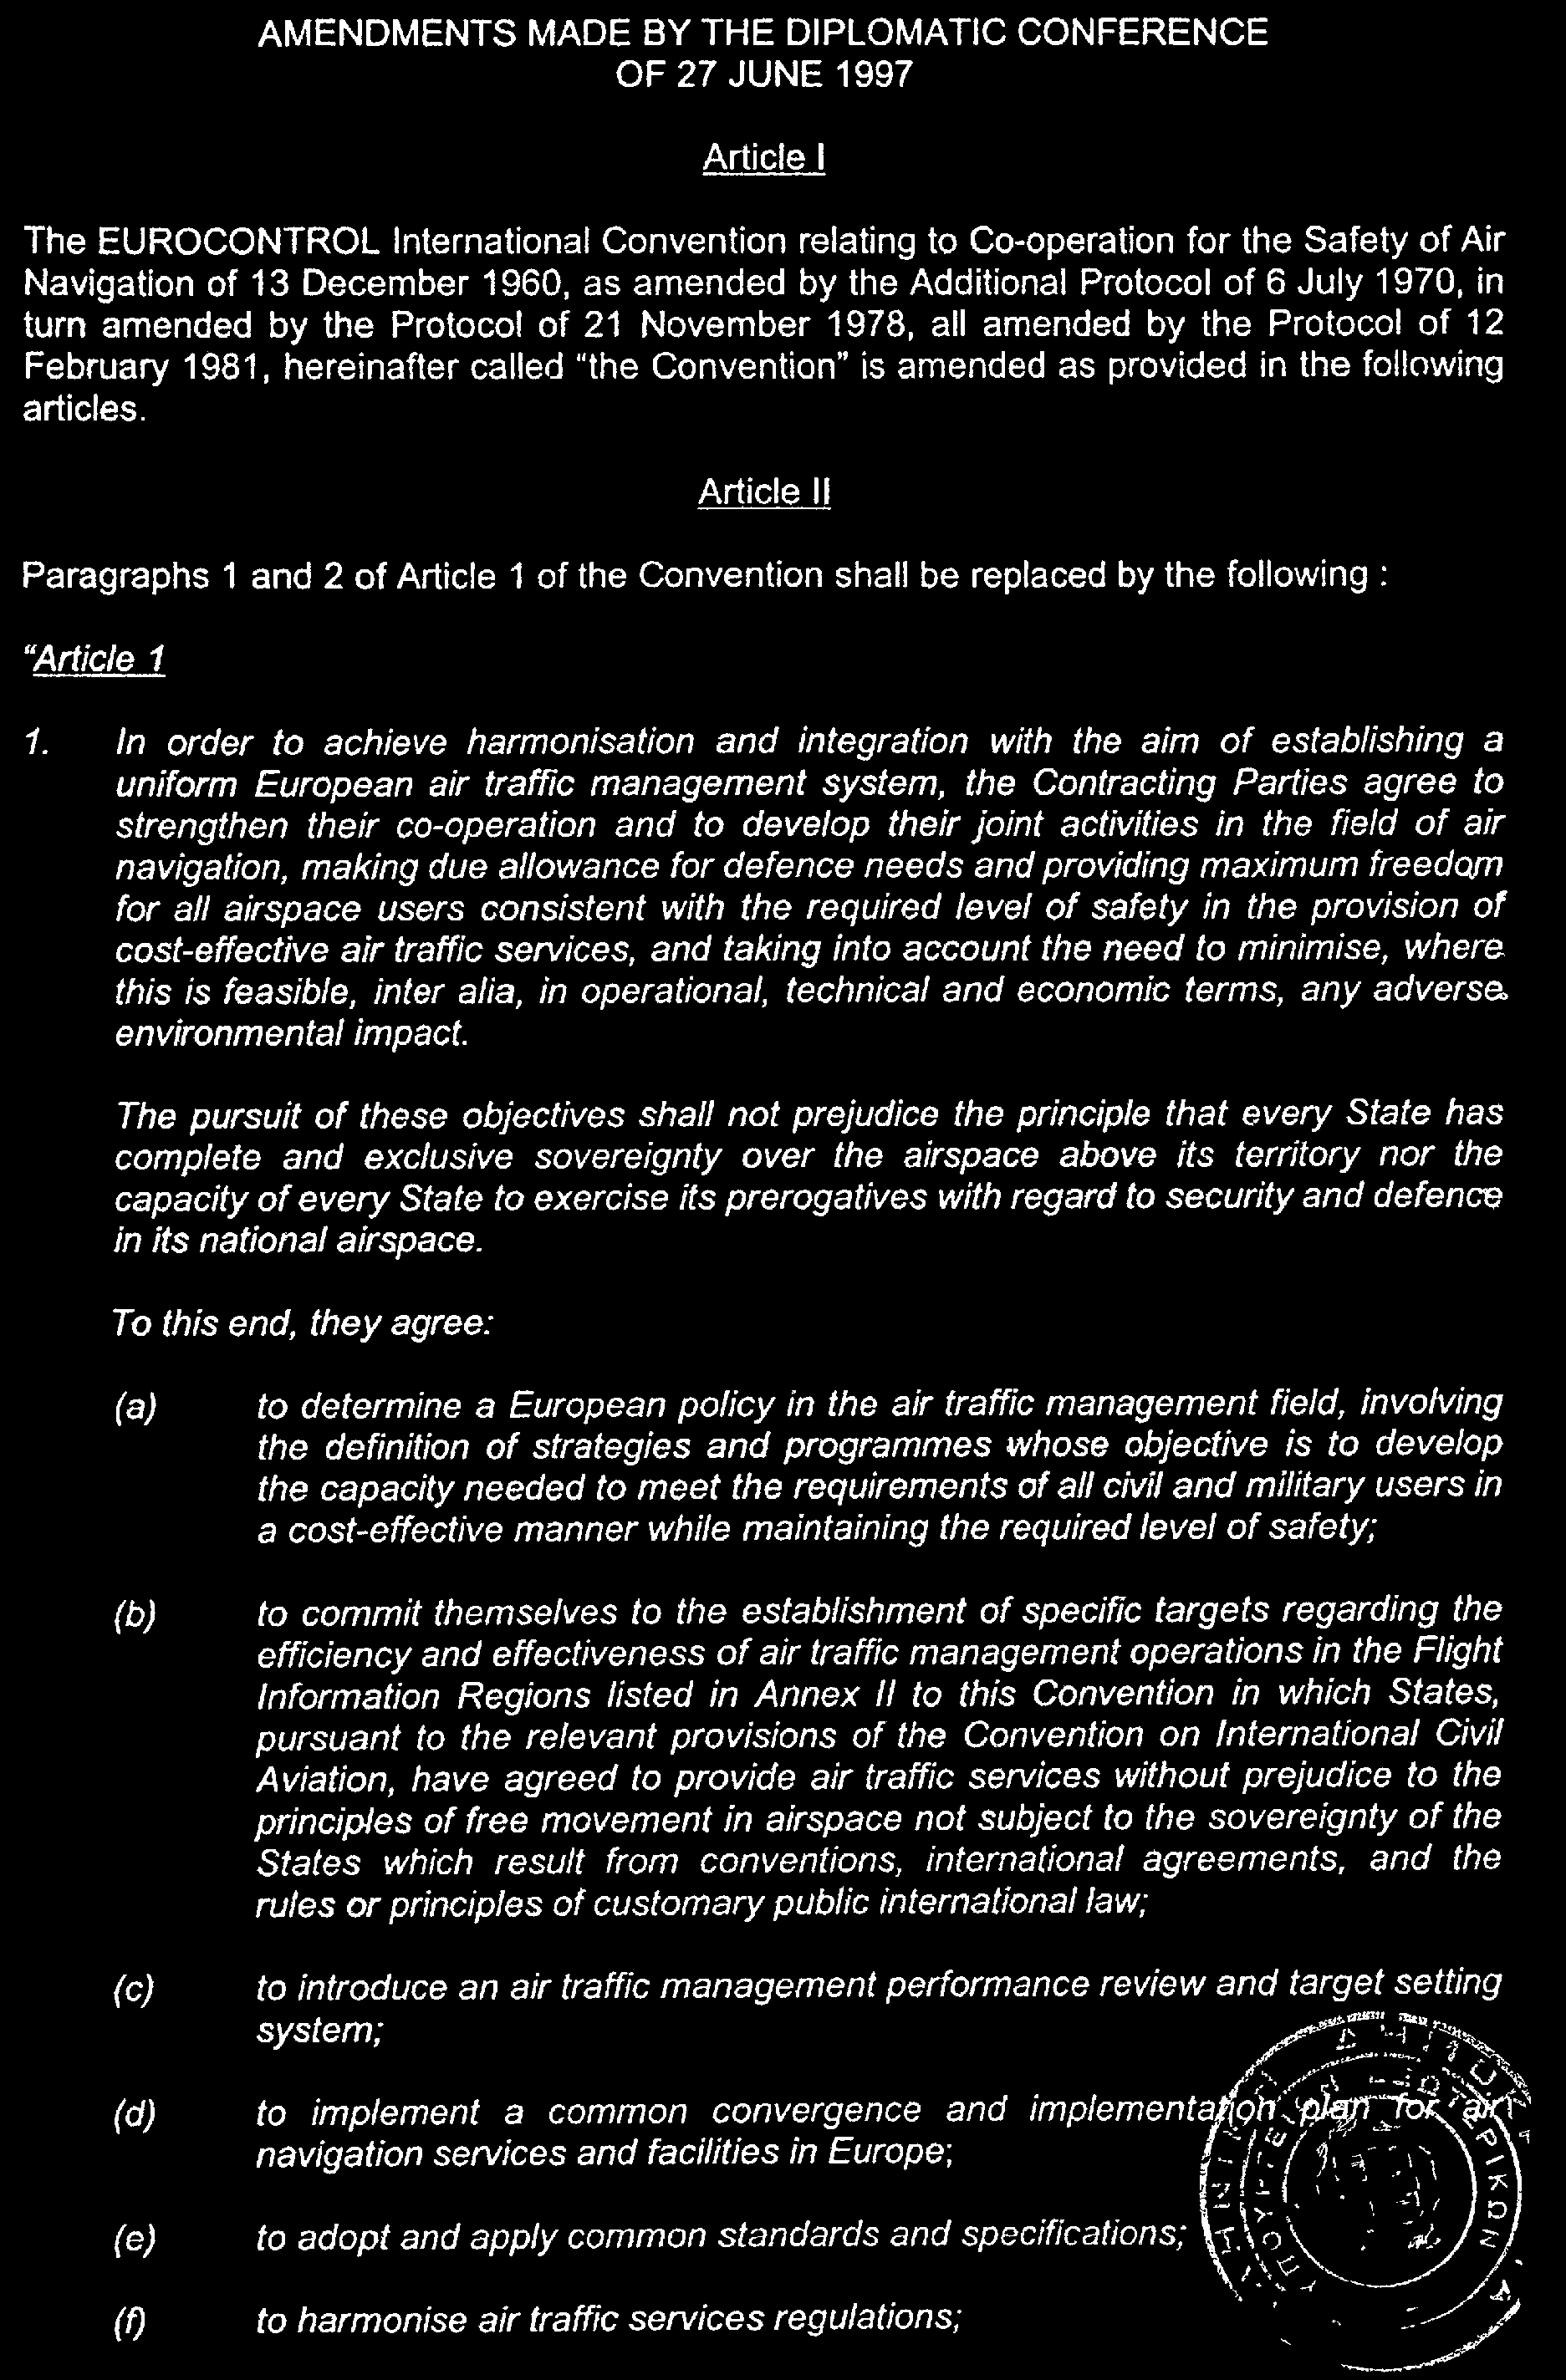 AMENDMENTS MADE BY THE DIPLOMATIC CONFERENCE
OF 27 JUNE 1997
Article I
The EUROCONTROL International Convention relating to Co-operation for the Safety of Air
Navigation of 13 December 1960, as amended by the Additional Protocol of 6 July 1970, in
turn amended by the Protocol of 21 November 1978, all amended by the Protocol of 12
February 1981, hereinafter called "the Convention" is amended as provided in the following
articles.
Article II
Paragraphs 1 and 2 of Article 1 of the Convention shall be replaced by the following :
"Article 1
1. In order to achieve harmonisation and integration with the aim of establishing a
uniform European air traffic management system, the Contracting Parties agree to
strengthen their co-operation and to develop their joint activities in the field of air
navigation, making due allowance for defence needs and providing maximum freedom
for all airspace users consistent with the required level of safety in the provision of
cost-effective air traffic services, and taking into account the need to minimise, where
this is feasible, inter alia, in operational, technical and economic terms, any adverse
environmental impact.
The pursuit of these objectives shall not prejudice the principle that every State has
complete and exclusive sovereignty over the airspace above its territory nor the
capacity of every State to exercise its prerogatives with regard to security and defence
in its national airspace.
To this end, they agree:
(a) to determine a European policy in the air traffic management field, involving
the definition of strategies and programmes whose objective is to develop
the capacity needed to meet the requirements of all civil and military users in
a cost-effective manner while maintaining the required level of safety;
(b) to commit themselves to the establishment of specific targets regarding the
efficiency and effectiveness of air traffic management operations in the Flight
Information Regions listed in Annex II to this Convention in which States,
pursuant to the relevant provisions of the Convention on International Civil
Aviation, have agreed to provide air traffic services without prejudice to the
principles of free movement in airspace not subject to the sovereignty of the
States which result from conventions, international agreements, and the
rules or principles of customary public international law;
(c) to introduce an air traffic management performance review and target setting
system;
(d) to implement a common convergence and implementation plan for air
navigation services and facilities in Europe;
(e) to adopt and apply common standards and specifications;
(f) to harmonise air traffic services regulations;